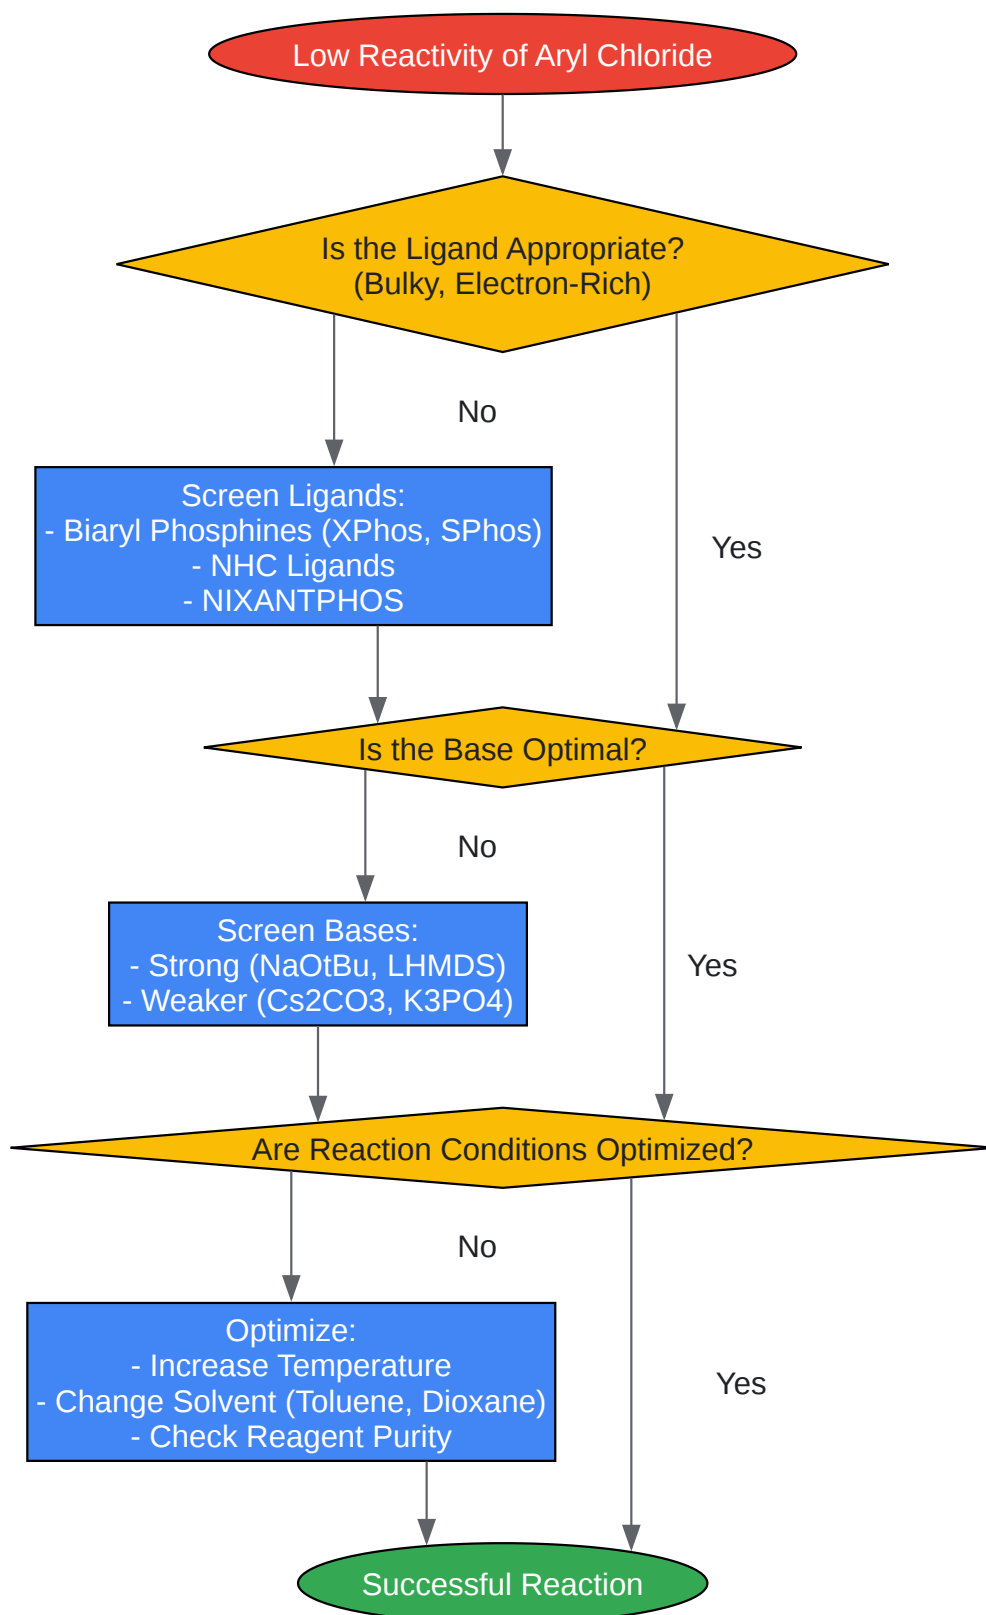 Low Reactivity of Aryl Chloride
Is the Ligand Appropriate?
(Bulky, Electron-Rich)
No
Screen Ligands:
- Biaryl Phosphines (XPhos, SPhos)
- NHC Ligands
- NIXANTPHOS
Yes
Is the Base Optimal?
No
Screen Bases:
- Strong (NaOtBu, LHMDS)
- Weaker (Cs2CO3, K3PO4)
Yes
Are Reaction Conditions Optimized?
No
Optimize:
- Increase Temperature
- Change Solvent (Toluene, Dioxane)
- Check Reagent Purity
Yes
Successful Reaction